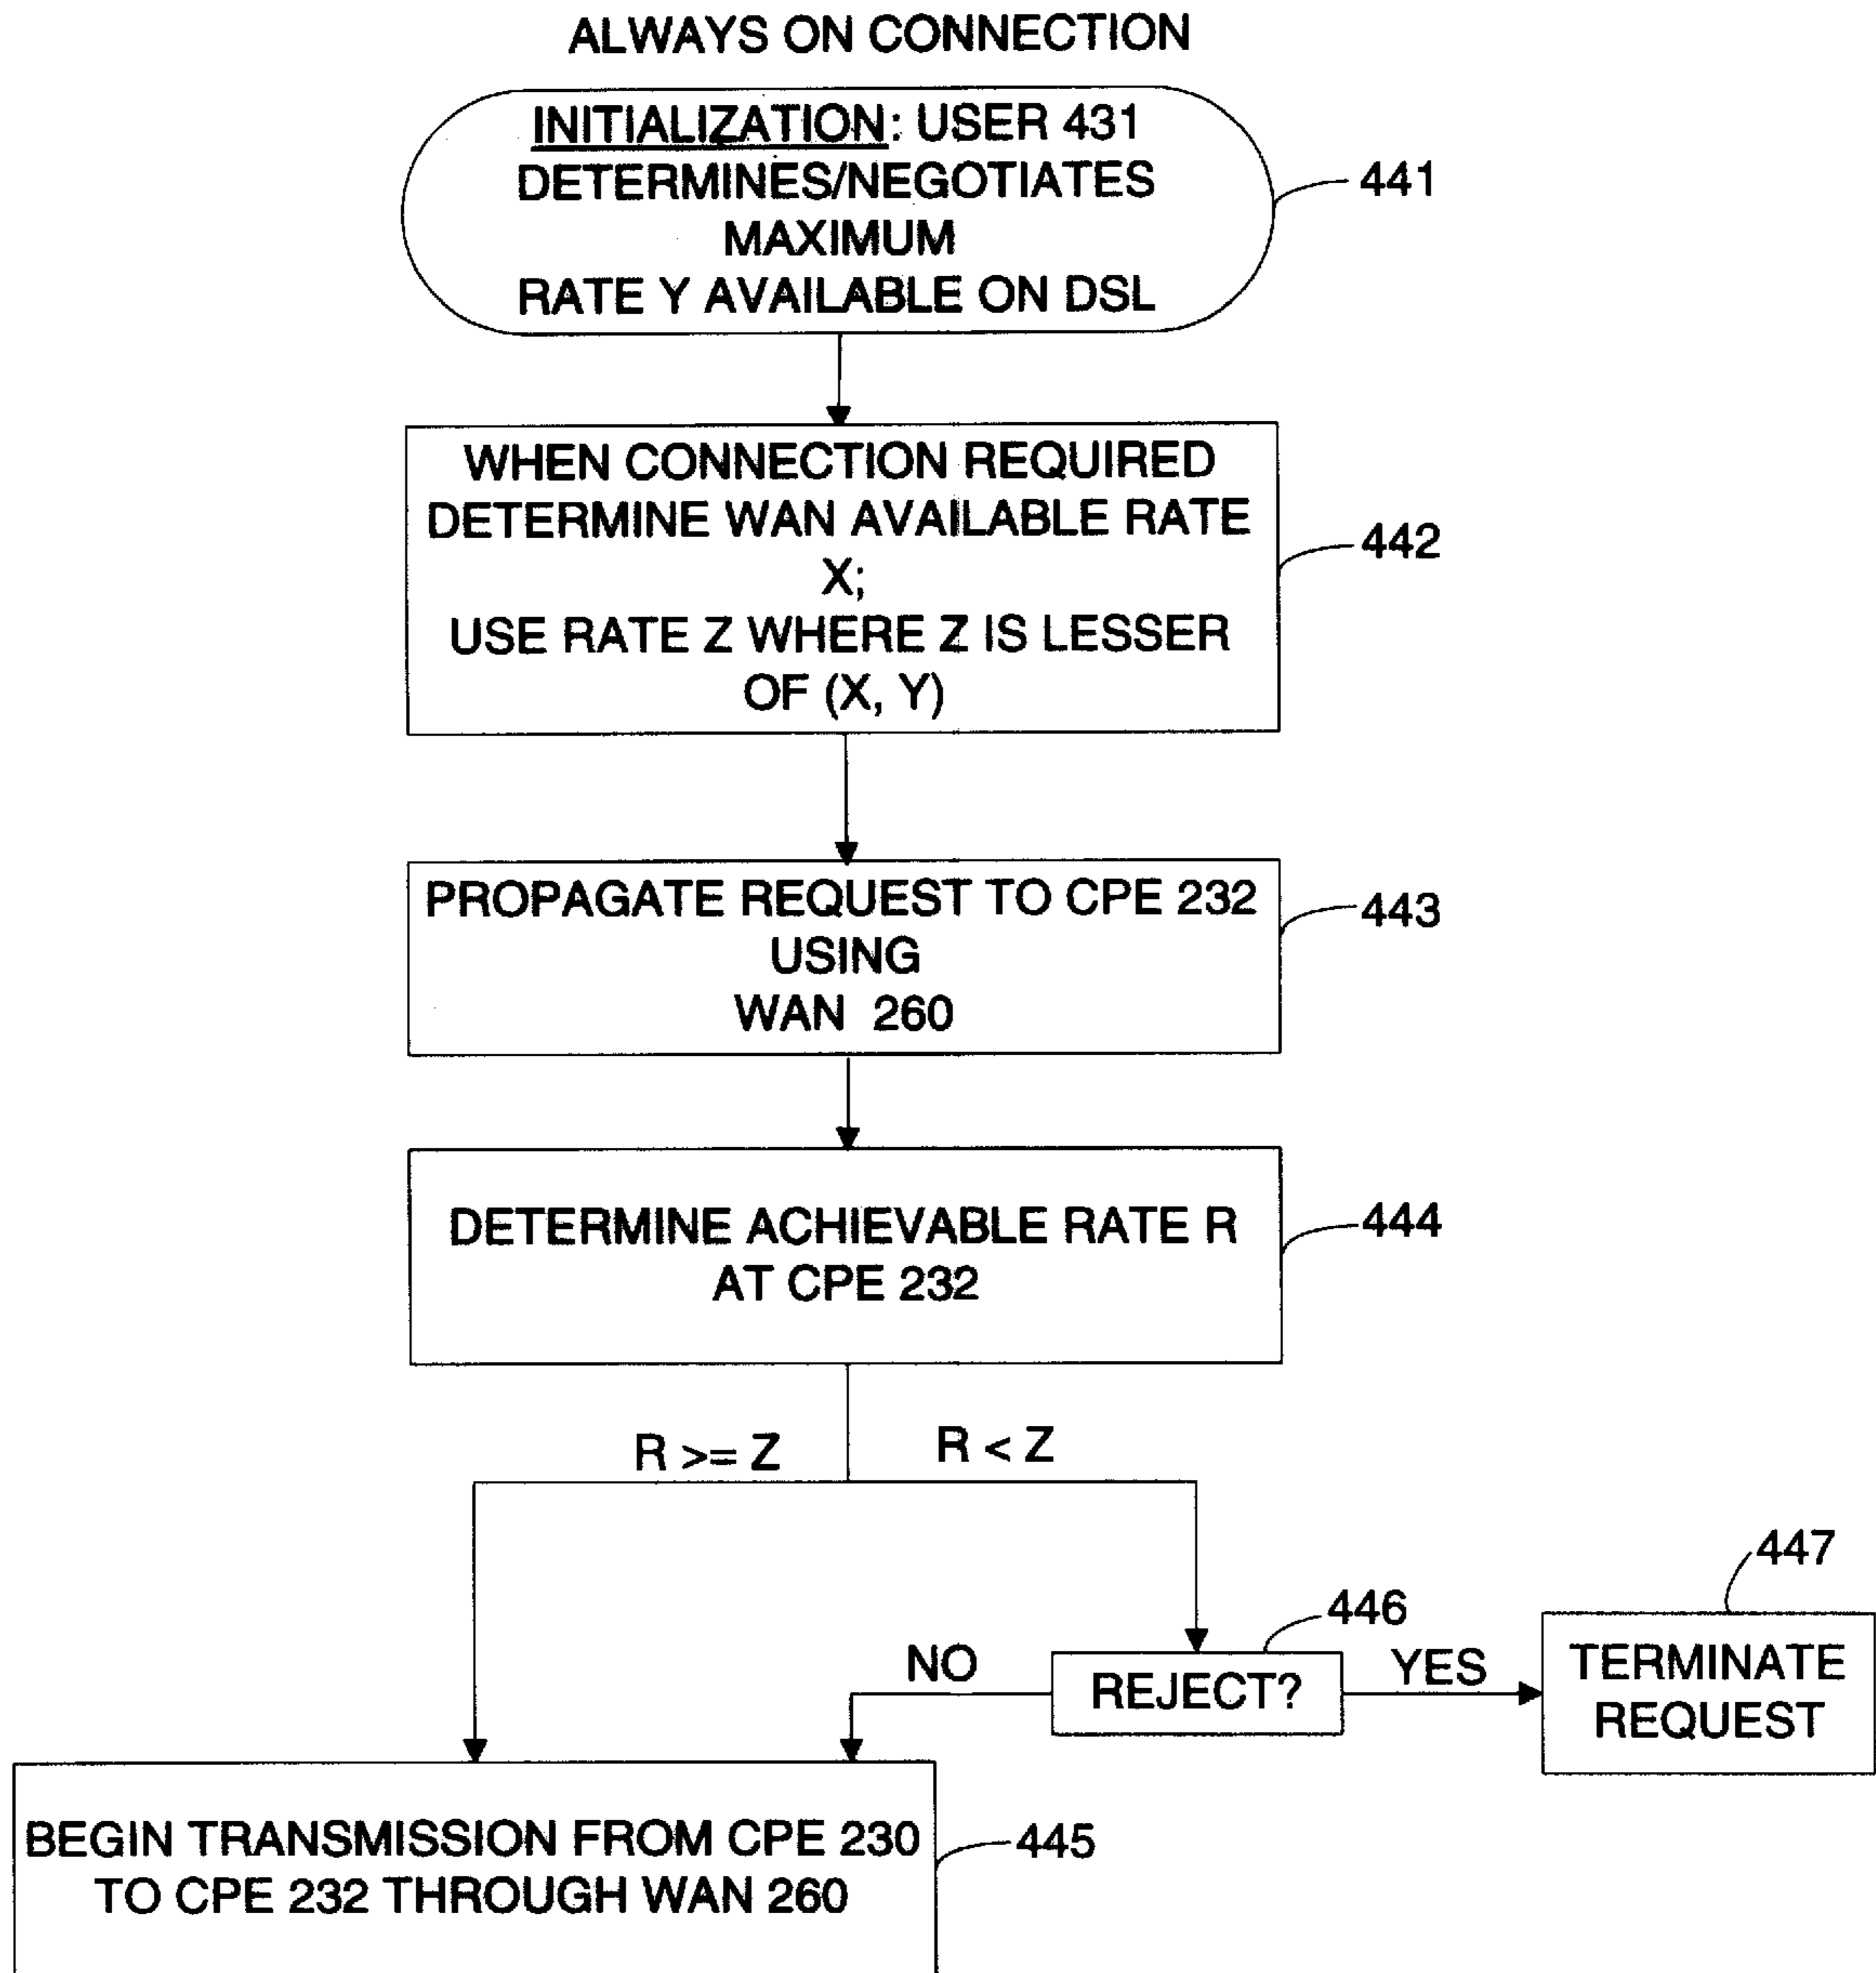 ALWAYS ON CONNECTION
INITIALIZATION: USER 431
DETERMINES/NEGOTIATES
MAXIMUM
RATE Y AVAILABLE ON DSL
441
WHEN CONNECTION REQUIRED
DETERMINE WAN AVAILABLE RATE
X;
USE RATE Z WHERE Z IS LESSER
OF (X, Y)
442
PROPAGATE REQUEST TO CPE 232
USING
WAN 260
443
DETERMINE ACHIEVABLE RATE R
AT CPE 232
444
R >= Z
R < Z
447
446
NO
REJECT?
YES
TERMINATE
REQUEST
BEGIN TRANSMISSION FROM CPE 230
TO CPE 232 THROUGH WAN 260
445